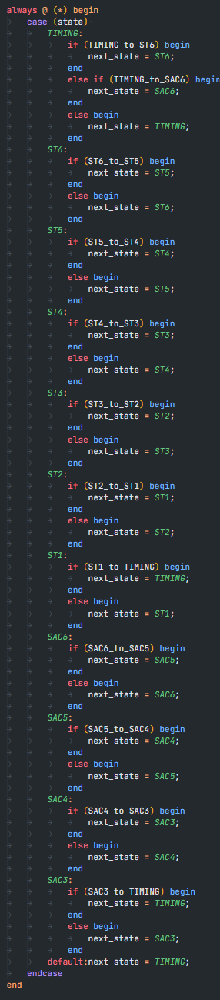 always @ (*) begin
case (state)
TIMING:
if (TIMING_to_ST6) begin
next_state = ST6;
end
else if (TIMING_to_SAC6) begin
next_state = SAC6;
end
else begin
next_state = TIMING;
end
ST6:
if (ST6_to_ST5) begin
next_state = ST5;
end
else begin
next_state = ST6;
end
ST5:
if (ST5_to_ST4) begin
next_state = ST4;
end
else begin
next_state = ST5;
end
ST4:
if (ST4_to_ST3) begin
next_state = ST3;
end
else begin
next_state = ST4;
end
ST3:
if (ST3_to_ST2) begin
next_state = ST2;
end
else begin
next_state = ST3;
end
ST2:
if (ST2_to_ST1) begin
next_state = ST1;
end
else begin
next_state = ST2;
end
ST1:
if (ST1_to_TIMING) begin
next_state = TIMING;
end
else begin
next_state = ST1;
end
SAC6:
if (SAC6_to_SAC5) begin
next_state = SAC5;
end
else begin
next_state = SAC6;
end
SAC5:
if (SAC5_to_SAC4) begin
next_state = SAC4;
end
else begin
next_state = SAC5;
end
SAC4:
if (SAC4_to_SAC3) begin
next_state = SAC3;
end
else begin
next_state = SAC4;
end
SAC3:
if (SAC3_to_TIMING) begin
next_state = TIMING;
end
else begin
next_state = SAC3;
end
default:next_state = TIMING;
endcase
end